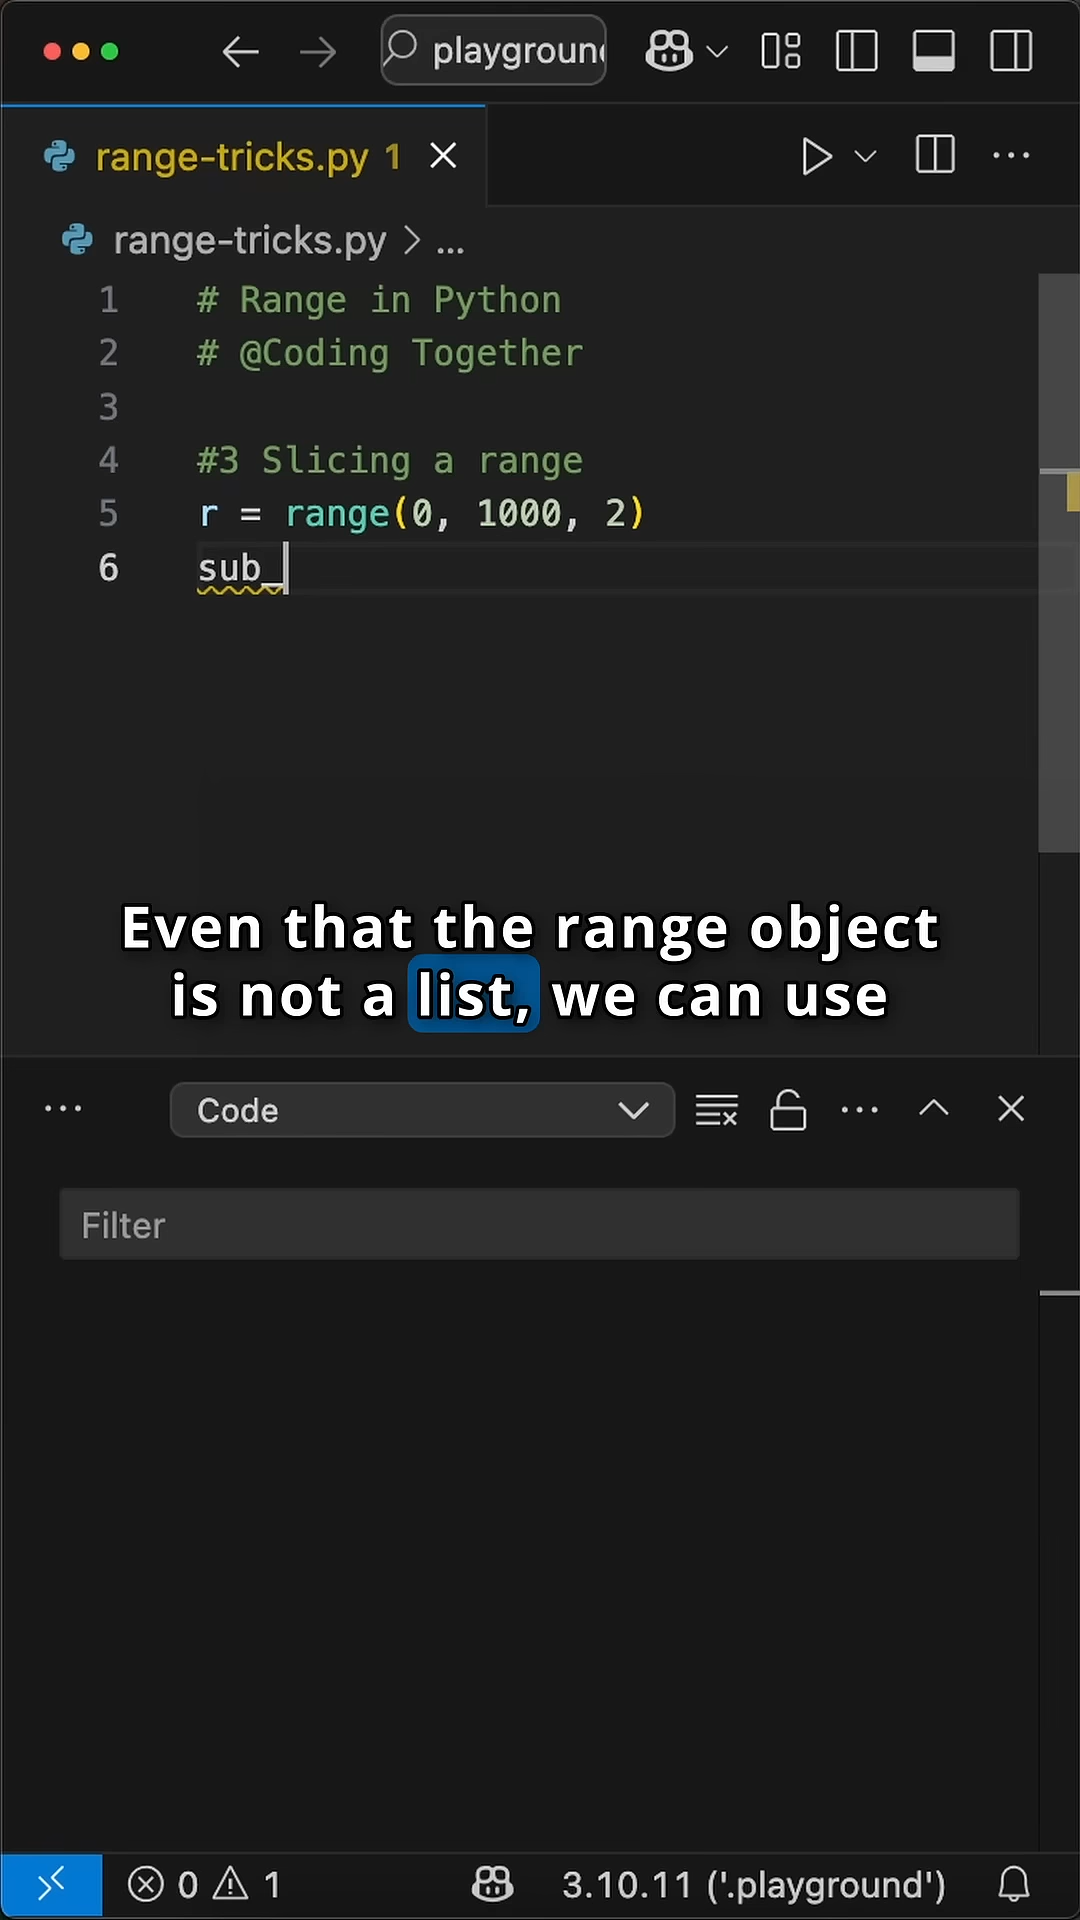 playground
range-tricks.py 1
range-tricks.py > ...
1 # Range in Python
2 # @Coding Together
3
4 #3 Slicing a range
5 r = range(0, 1000, 2)
6 sub_
Even that the range object
is not a list, we can use
Code
Filter
0 1 3.10.11 ('.playground')